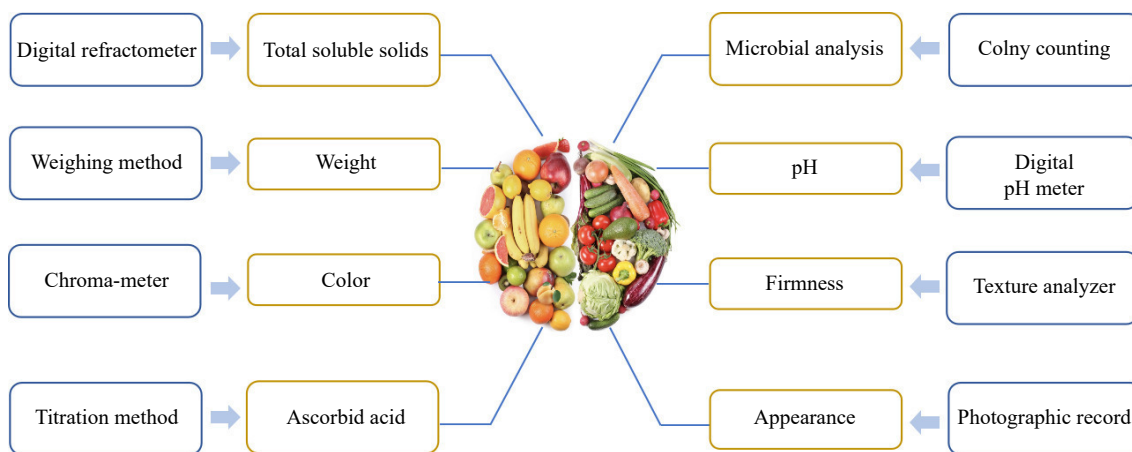 Digital refractometer
Total soluble solids
Microbial analysis
Colny counting
Weighing method
Weight
pH
Digital
pH meter
Chroma-meter
Color
Firmness
Texture analyzer
Titration method
Ascorbid acid
Appearance
Photographic record